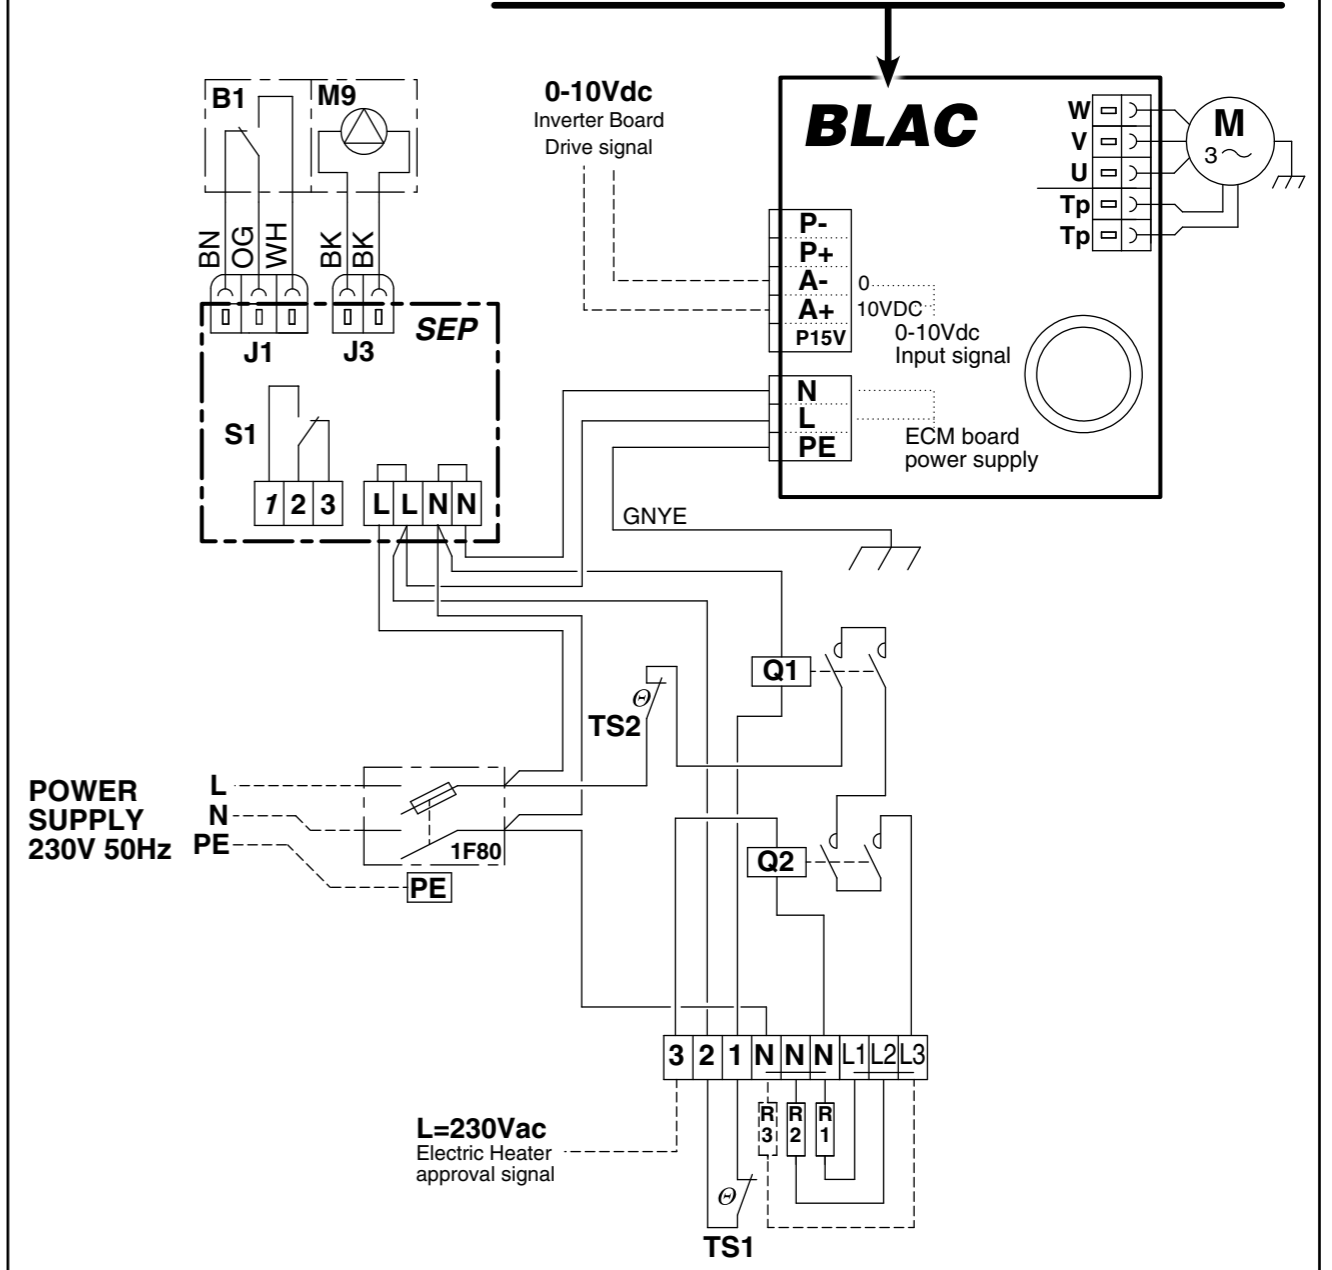 B1
M9
0-10Vdc
Inverter Board
Drive signal
BLAC
W
V
U
Tp
Tp
M
3
BN
OG
WH
BK
BK
P-
P+
A-
A+
P15V
0
10VDC
0-10Vdc
Input signal
SEP
J1
J3
N
L
PE
ECM board
power supply
S1
1 2 3
L L N N
GNYE
Q1
Θ
TS2
POWER
SUPPLY
230V 50Hz
L
N
PE
1F80
PE
Q2
3 2 1 N N N L1 L2 L3
R3
R2
R1
L=230Vac
Electric Heater
approval signal
Θ
TS1